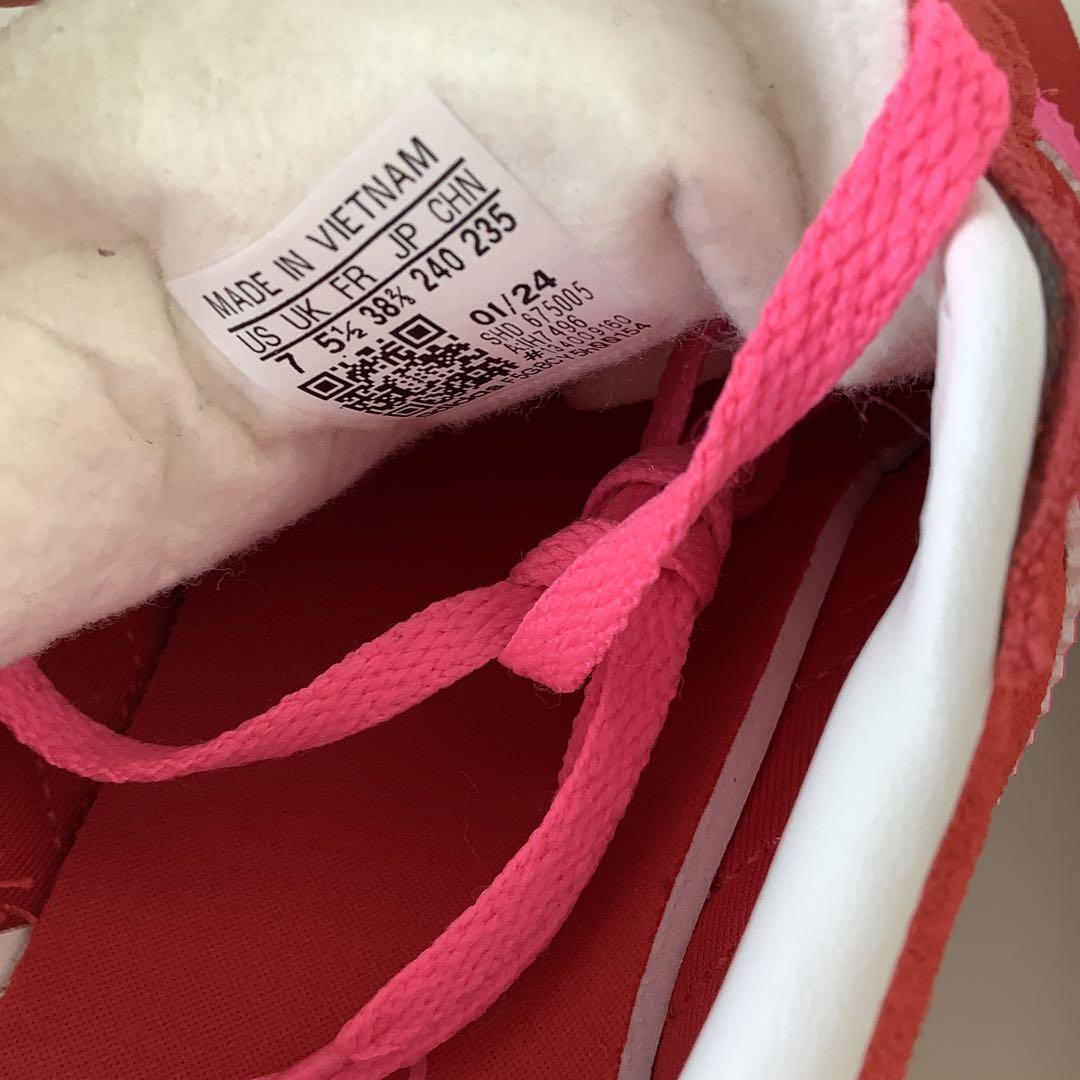 MADE IN VIETNAM
US UK FR JP CHN
7 5½ 38⅔ 240 235
01/24
SHD 675005